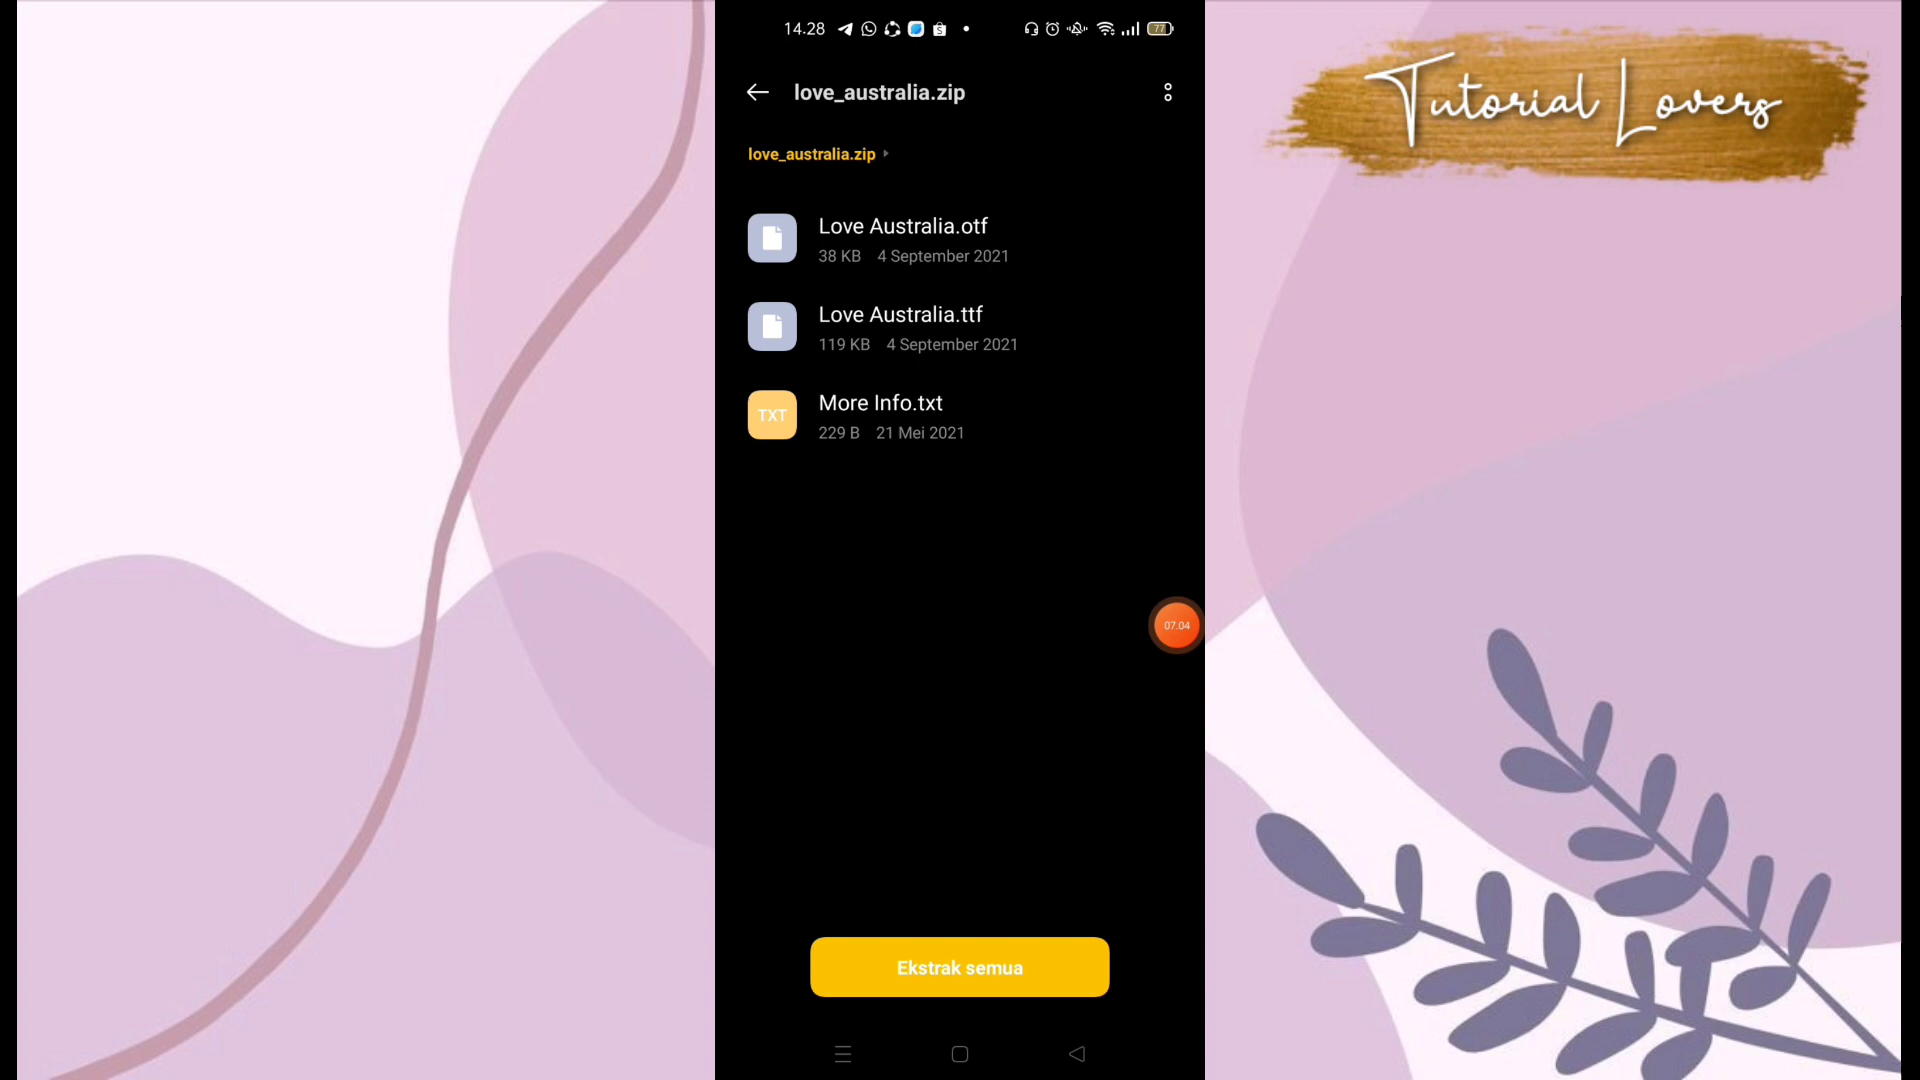 14.28
77
Tutorial Lovers
love_australia.zip
love_australia.zip
Love Australia.otf
38 KB 4 September 2021
Love Australia.ttf
119 KB 4 September 2021
TXT
More Info.txt
229 B 21 Mei 2021
07.04
Ekstrak semua